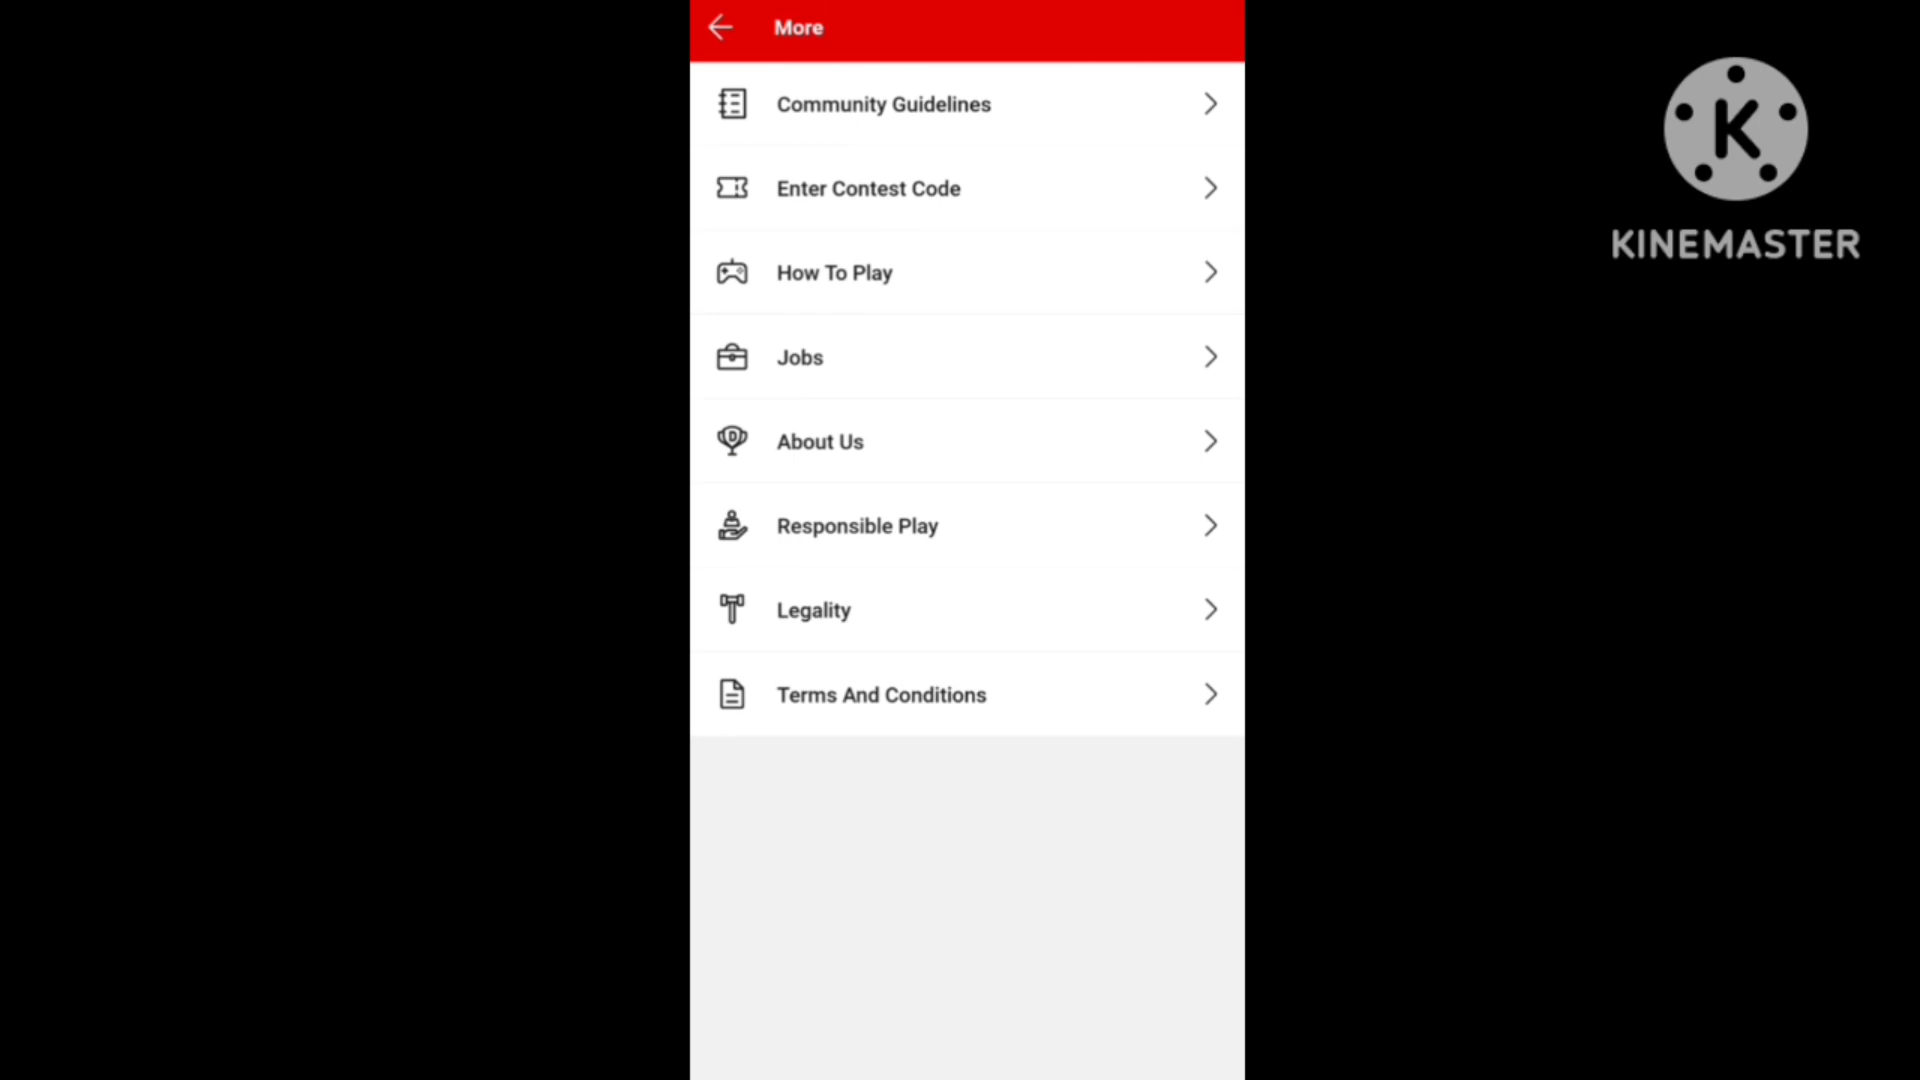 More
Community Guidelines
Enter Contest Code
How To Play
Jobs
About Us
Responsible Play
Legality
Terms And Conditions
K
KINEMASTER